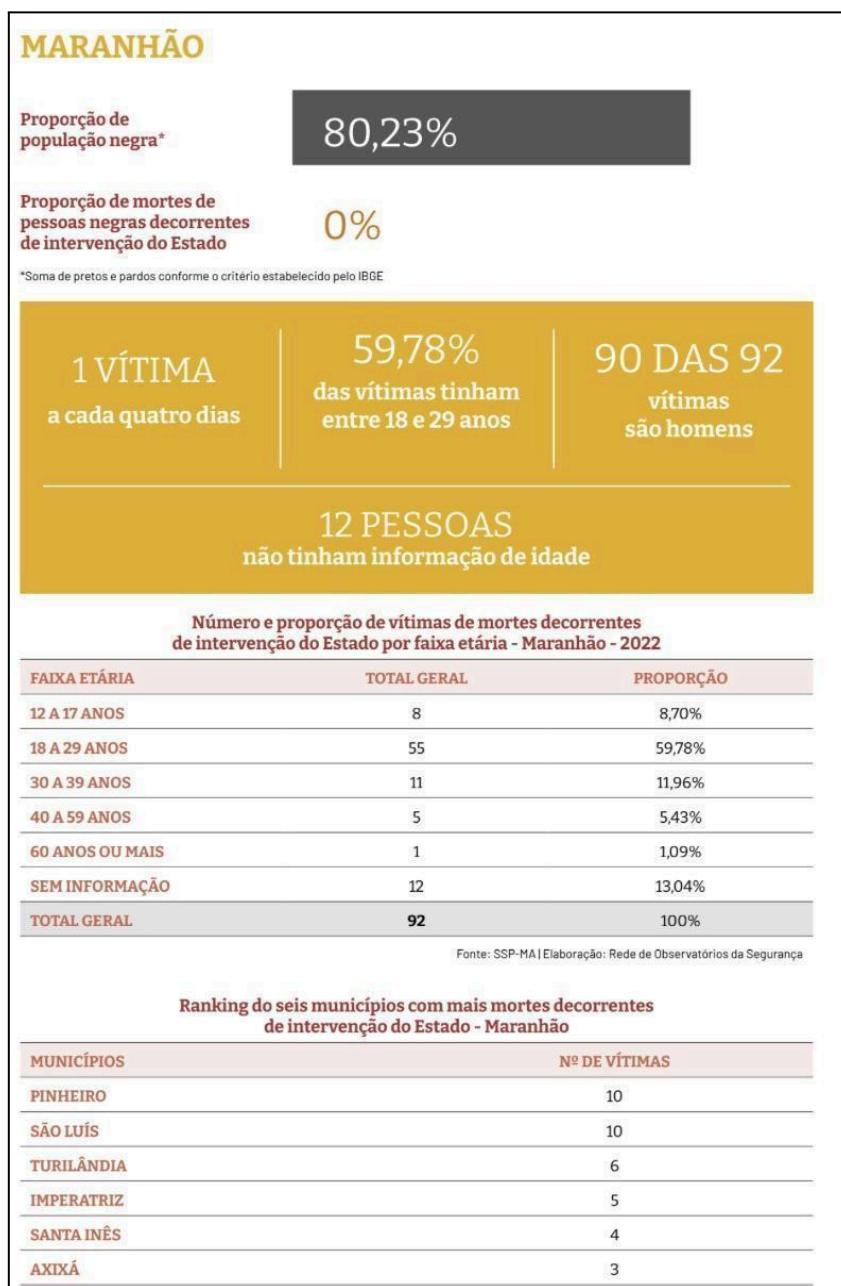 MARANHÃO
Proporção de
população negra*
80,23%
Proporção de mortes de
pessoas negras decorrentes
de intervenção do Estado
0%
*Soma de pretos e pardos conforme o critério estabelecido pelo IBGE
1 VÍTIMA
a cada quatro dias
59,78%
das vítimas tinham
entre 18 e 29 anos
90 DAS 92
vítimas
são homens
12 PESSOAS
não tinham informação de idade
Número e proporção de vítimas de mortes decorrentes
de intervenção do Estado por faixa etária - Maranhão - 2022
FAIXA ETÁRIA TOTAL GERAL PROPORÇÃO
12 A 17 ANOS 8 8,70%
18 A 29 ANOS 55 59,78%
30 A 39 ANOS 11 11,96%
40 A 59 ANOS 5 5,43%
60 ANOS OU MAIS 1 1,09%
SEM INFORMAÇÃO 12 13,04%
TOTAL GERAL 92 100%
Fonte: SSP-MA | Elaboração: Rede de Observatórios da Segurança
Ranking do seis municípios com mais mortes decorrentes
de intervenção do Estado - Maranhão
MUNICÍPIOS Nº DE VÍTIMAS
PINHEIRO 10
SÃO LUÍS 10
TURILÂNDIA 6
IMPERATRIZ 5
SANTA INÊS 4
AXIXÁ 3